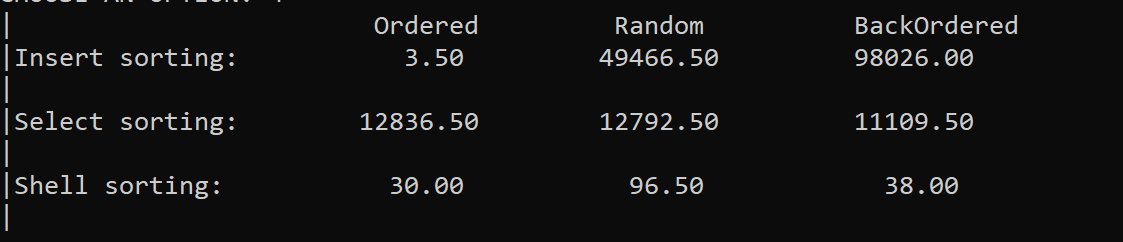 | Ordered Random BackOrdered
|Insert sorting: 3.50 49466.50 98026.00
|
|Select sorting: 12836.50 12792.50 11109.50
|
|Shell sorting: 30.00 96.50 38.00
|